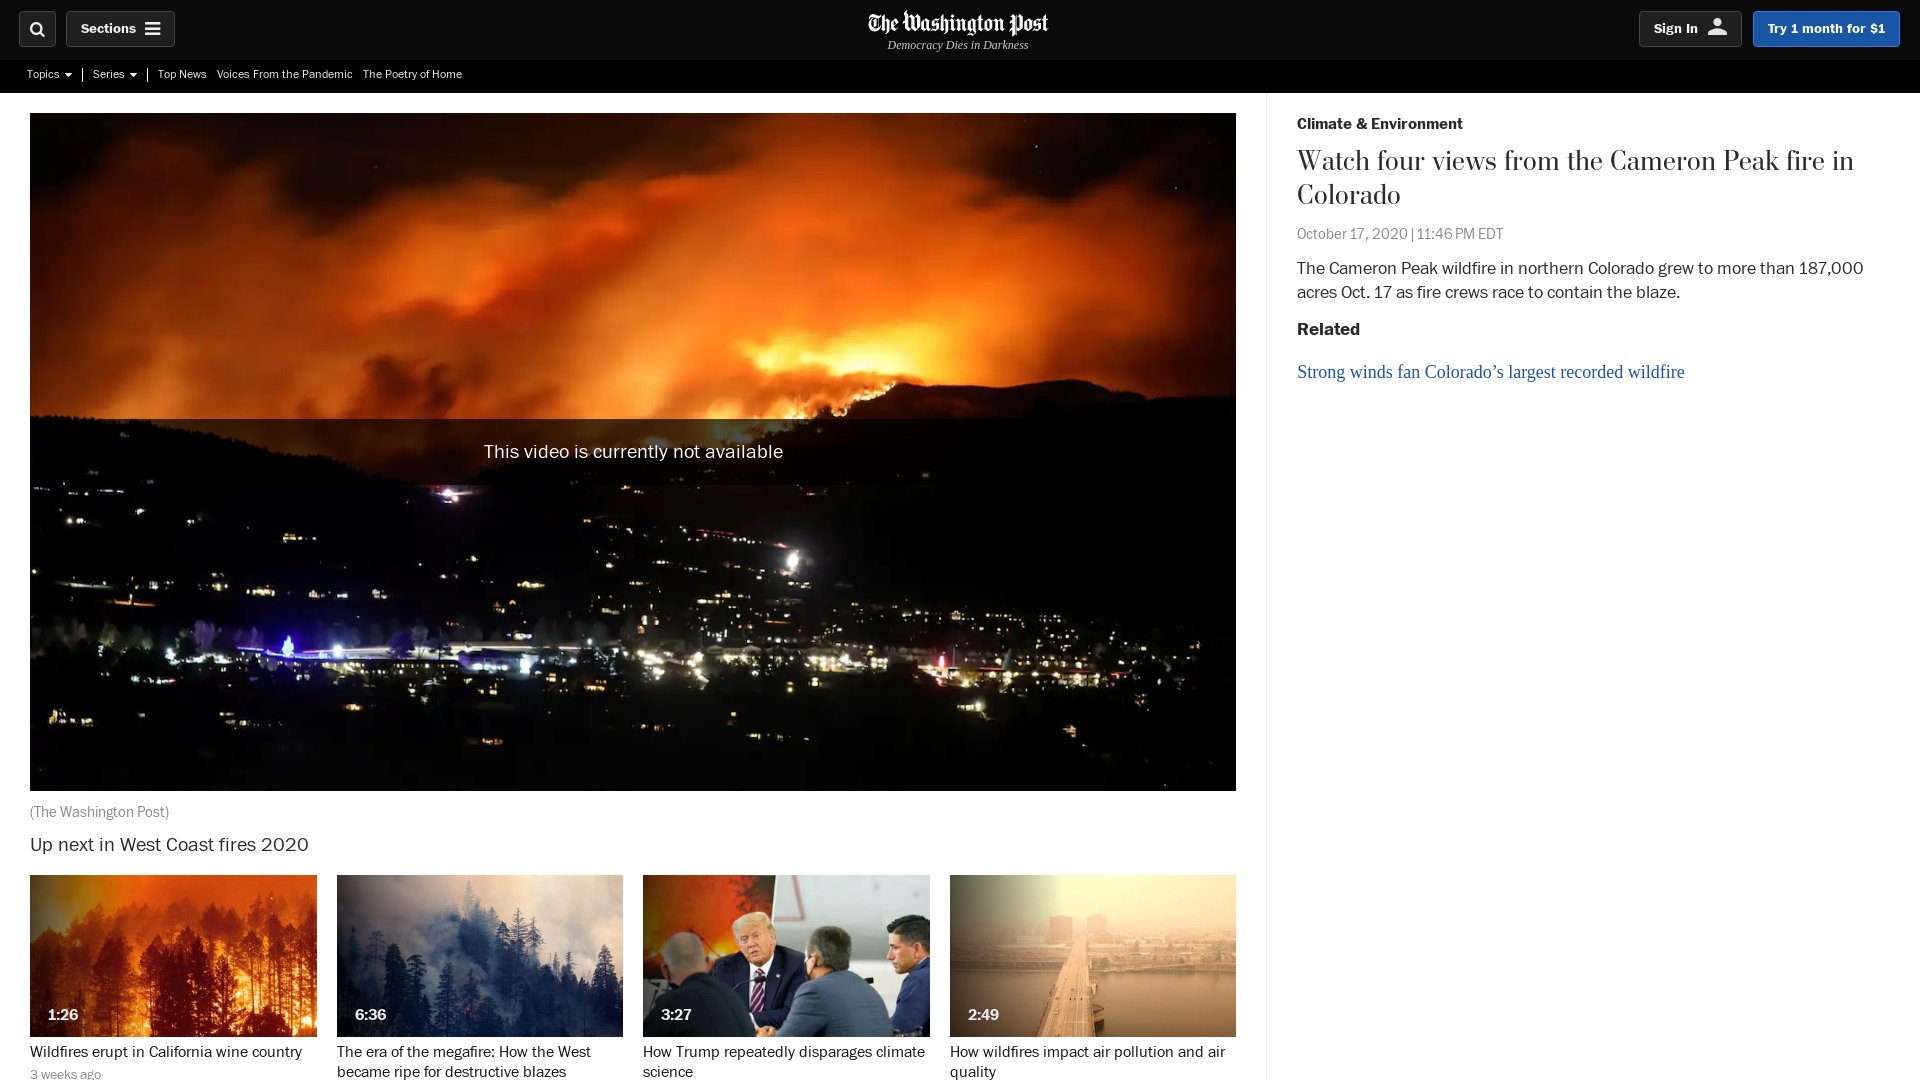 Sections
The Washington Post
Democracy Dies in Darkness
Sign In
Try 1 month for $1
Topics
Series
Top News
Voices From the Pandemic
The Poetry of Home
This video is currently not available
(The Washington Post)
Climate & Environment
Watch four views from the Cameron Peak fire in
Colorado
October 17, 2020 | 11:46 PM EDT
The Cameron Peak wildfire in northern Colorado grew to more than 187,000
acres Oct. 17 as fire crews race to contain the blaze.
Related
Strong winds fan Colorado’s largest recorded wildfire
Up next in West Coast fires 2020
1:26
Wildfires erupt in California wine country
3 weeks ago
6:36
The era of the megafire: How the West
became ripe for destructive blazes
3:27
How Trump repeatedly disparages climate
science
2:49
How wildfires impact air pollution and air
quality